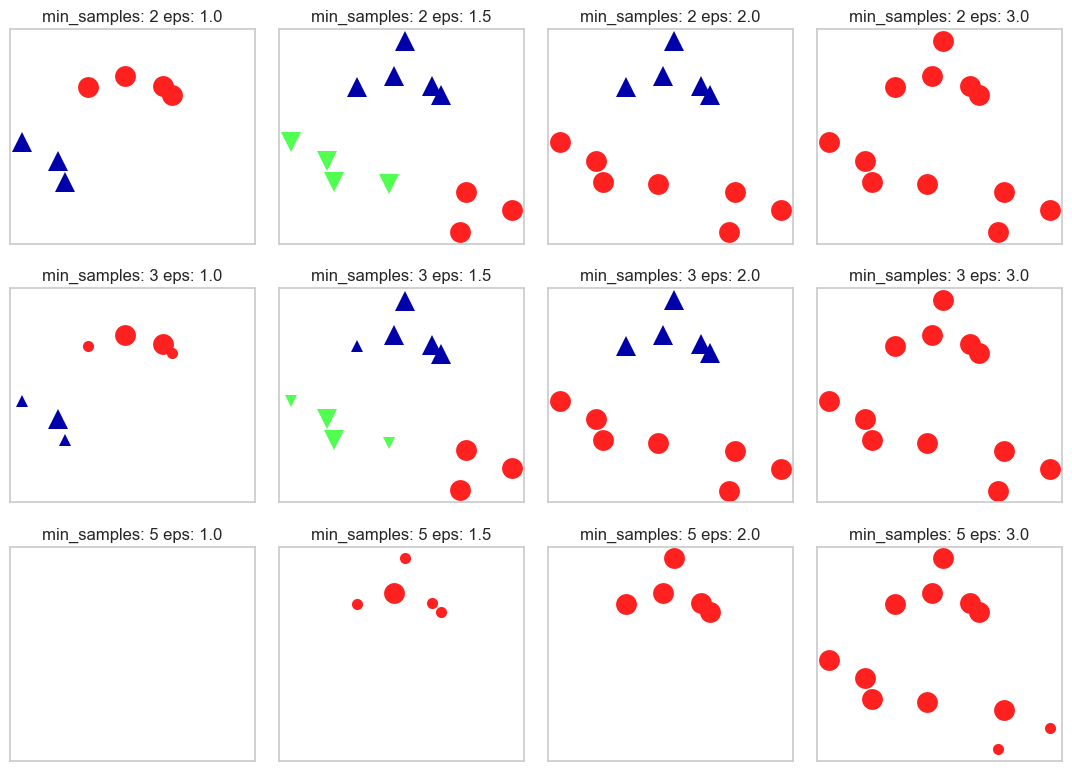 min_samples: 2 eps: 1.0
min_samples: 2 eps: 1.5
min_samples: 2 eps: 2.0
min_samples: 2 eps: 3.0
min_samples: 3 eps: 1.0
min_samples: 3 eps: 1.5
min_samples: 3 eps: 2.0
min_samples: 3 eps: 3.0
min_samples: 5 eps: 1.0
min_samples: 5 eps: 1.5
min_samples: 5 eps: 2.0
min_samples: 5 eps: 3.0